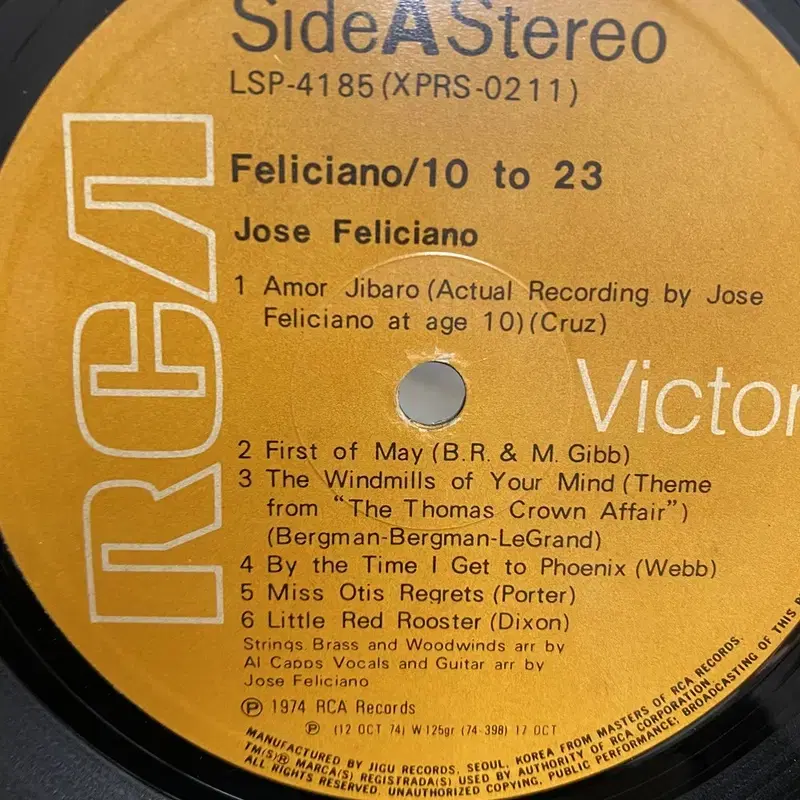 Side A Stereo
LSP-4185 (XPRS-0211)
Feliciano/10 to 23
Jose Feliciano
1 Amor Jibaro (Actual Recording by Jose
Feliciano at age 10) (Cruz)
RCA
Victor
2 First of May (B.R. & M. Gibb)
3 The Windmills of Your Mind (Theme
from “The Thomas Crown Affair”)
(Bergman-Bergman-LeGrand)
4 By the Time I Get to Phoenix (Webb)
5 Miss Otis Regrets (Porter)
6 Little Red Rooster (Dixon)
Strings. Brass and Woodwinds arr by
Al Capps Vocals and Guitar arr by
Jose Feliciano
℗ 1974 RCA Records
℗ (12 OCT 74) W 125gr (74-398) 17 OCT
MANUFACTURED BY JIGU RECORDS, SEOUL, KOREA FROM MASTERS OF RCA RECORDS.
TM(S)® MARCA(S) REGISTRADA(S) USED BY AUTHORITY OF RCA CORPORATION.
ALL RIGHTS RESERVED. UNAUTHORIZED COPYING, PUBLIC PERFORMANCE; BROADCASTING OF THIS